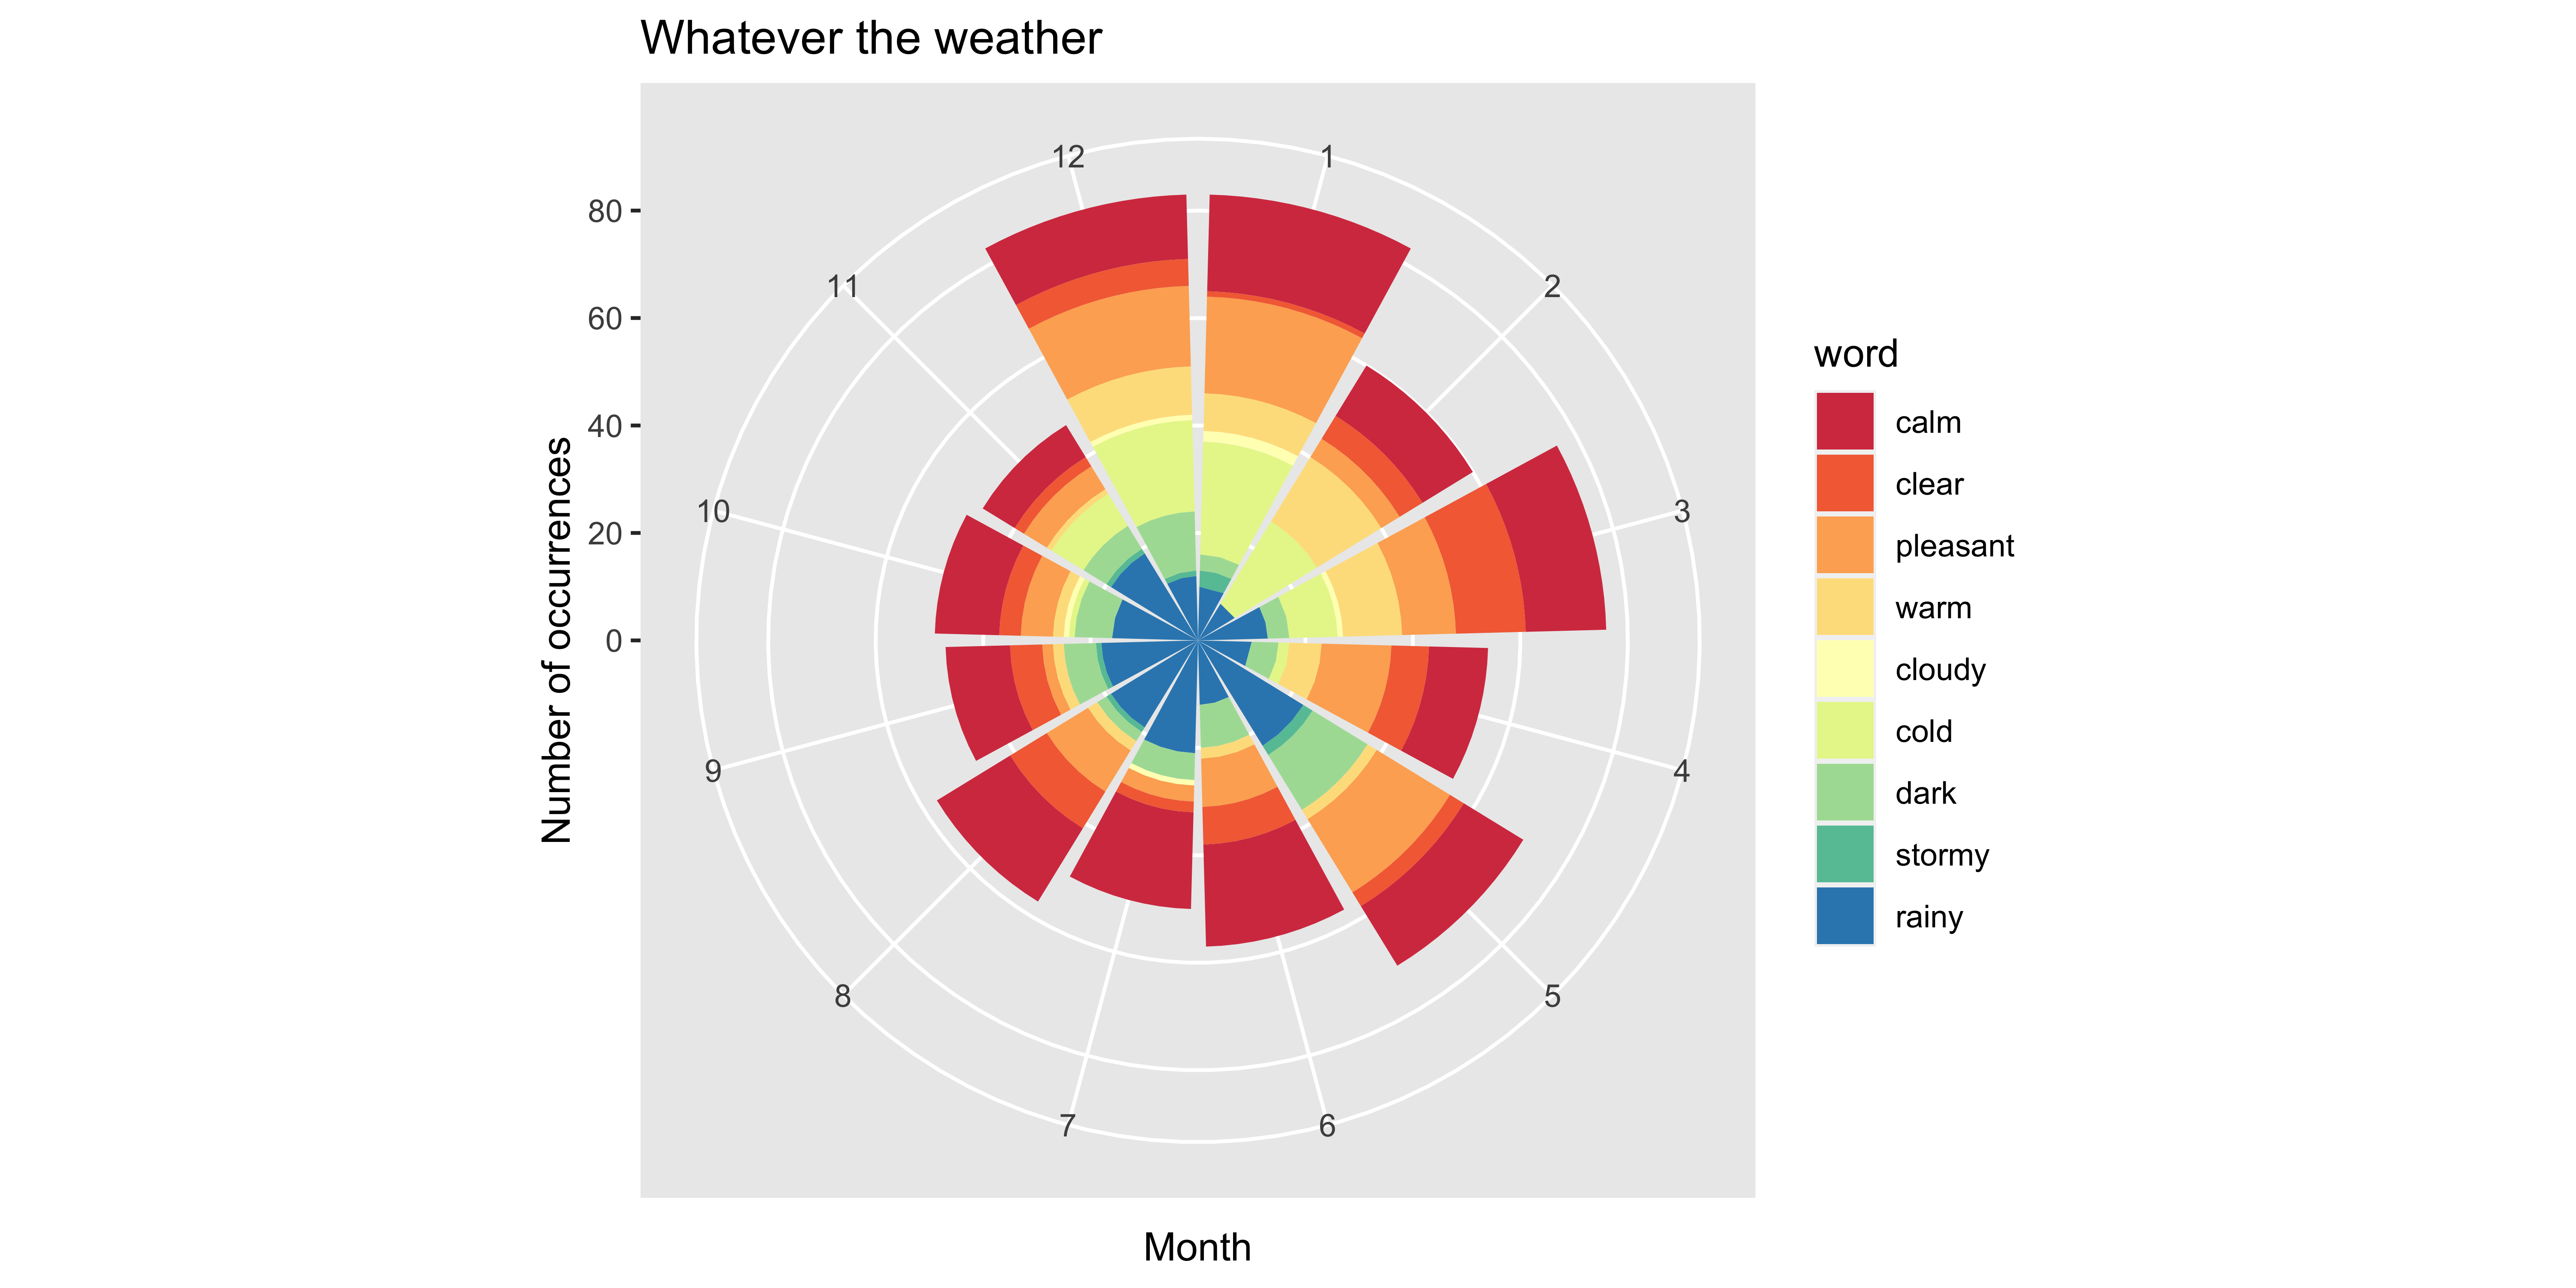 Whatever the weather
Number of occurrences
80
60
40
20
0
12
1
11
2
10
3
9
4
8
5
7
6
Month
word
calm
clear
pleasant
warm
cloudy
cold
dark
stormy
rainy